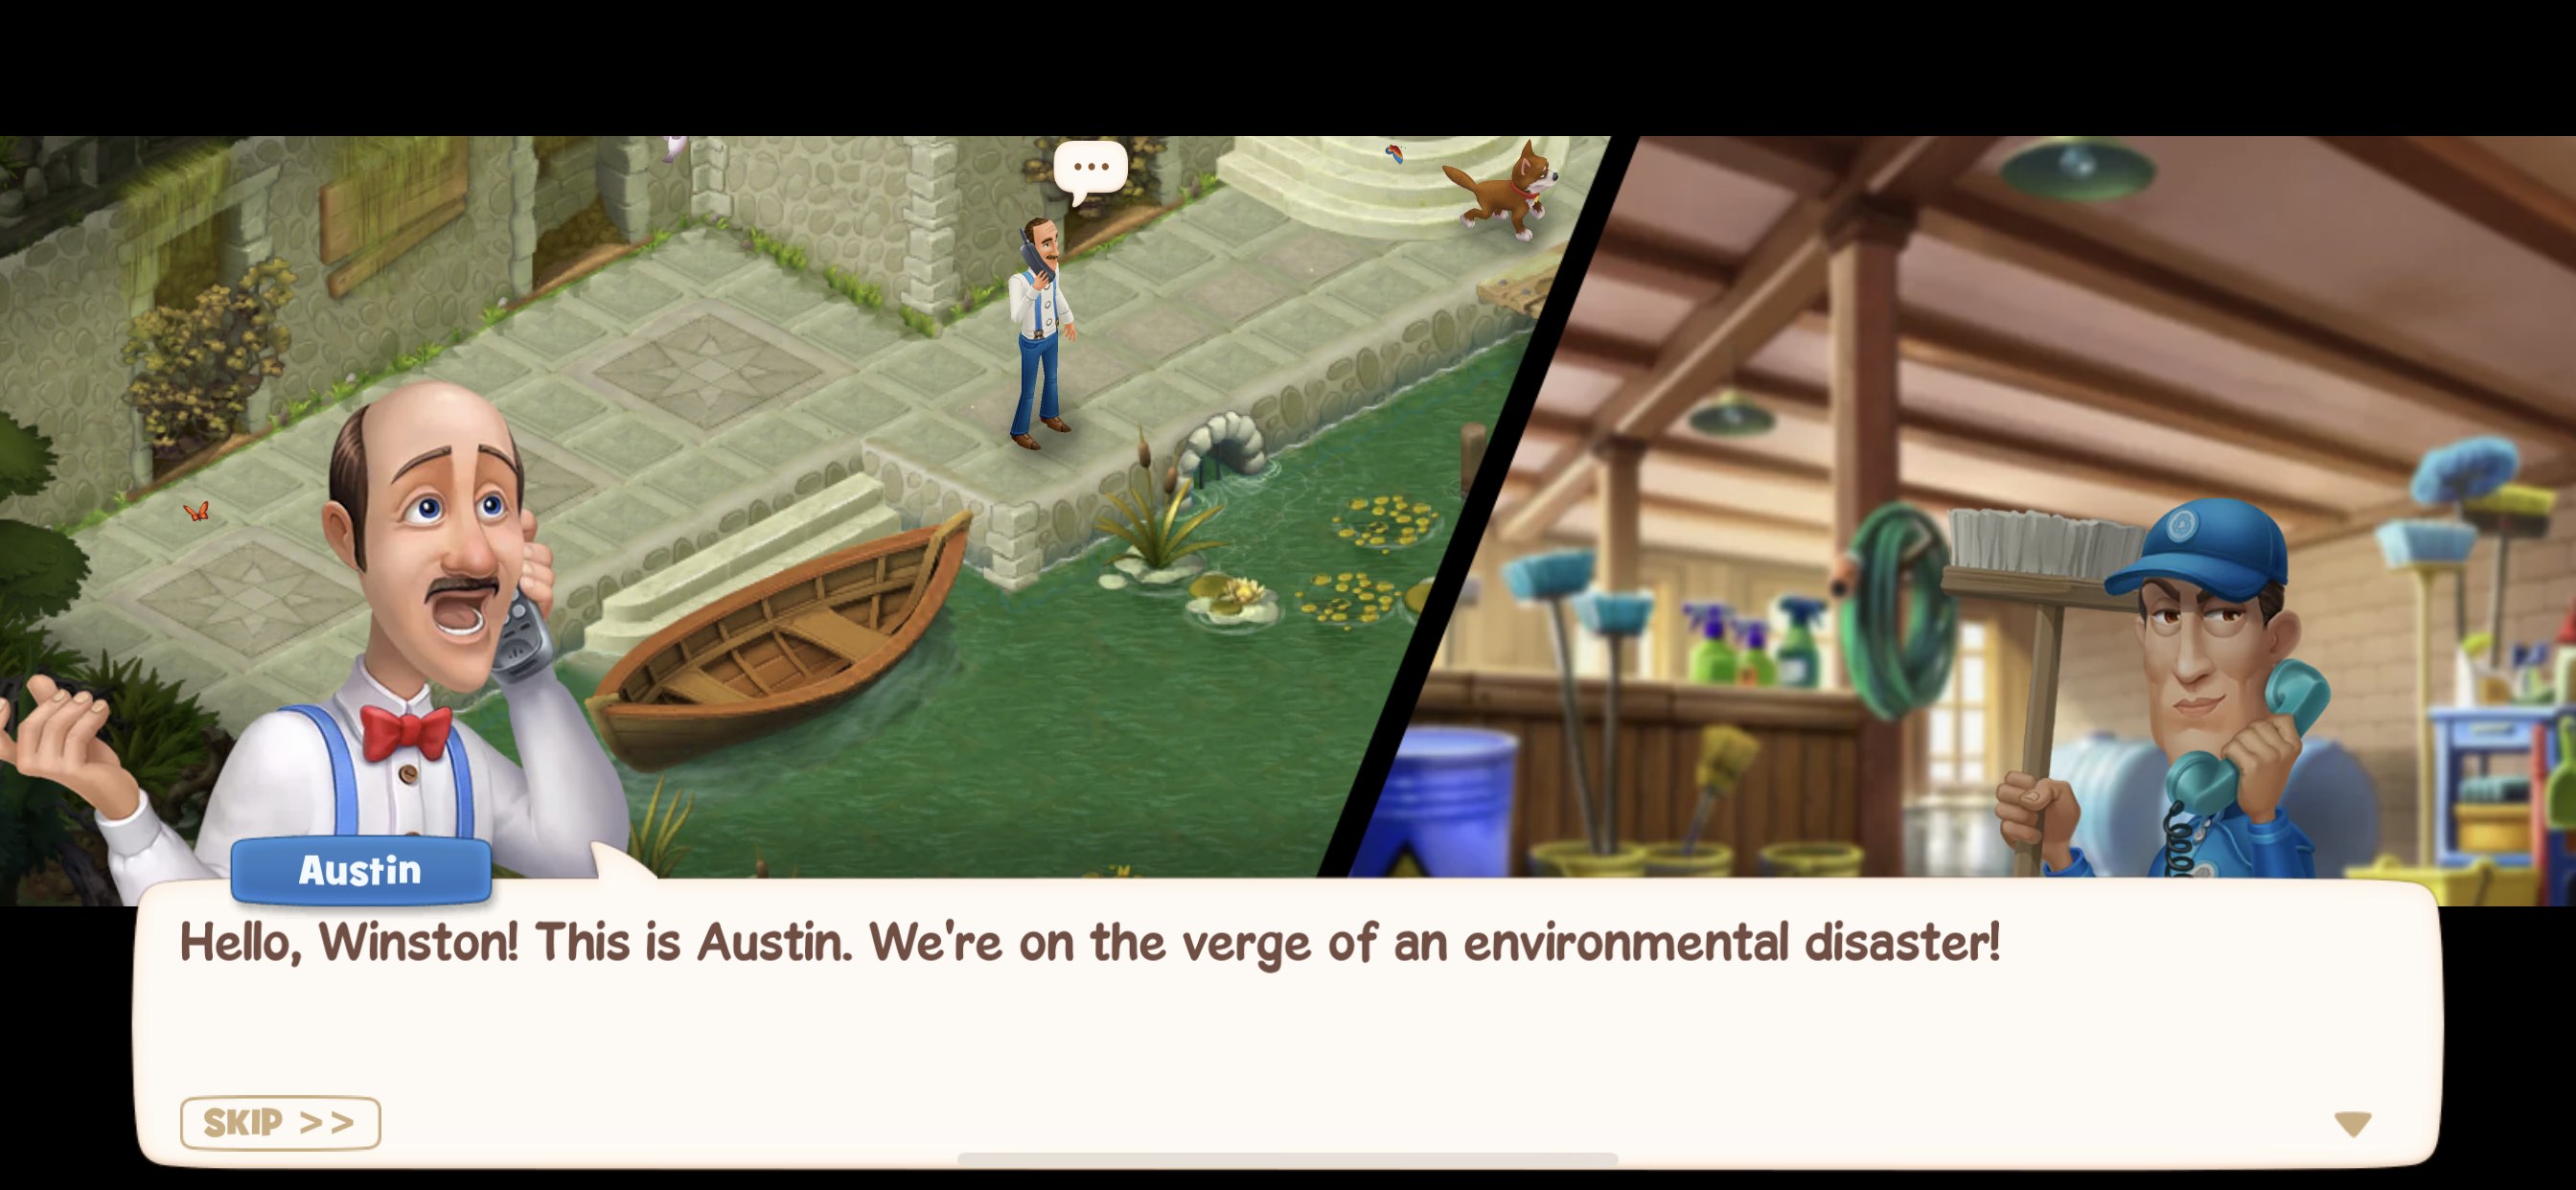 Austin
Hello, Winston! This is Austin. We're on the verge of an environmental disaster!
SKIP >>